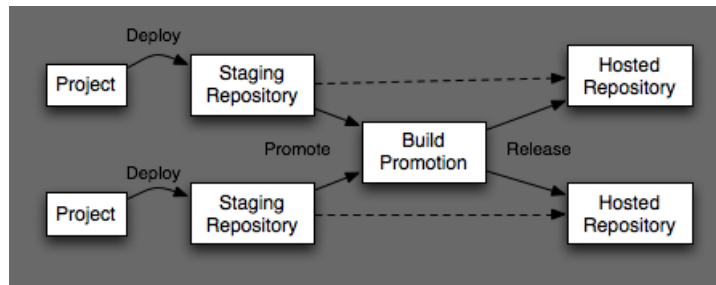 Deploy
Project
Staging
Repository
Hosted
Repository
Promote
Build
Promotion
Release
Deploy
Project
Staging
Repository
Hosted
Repository